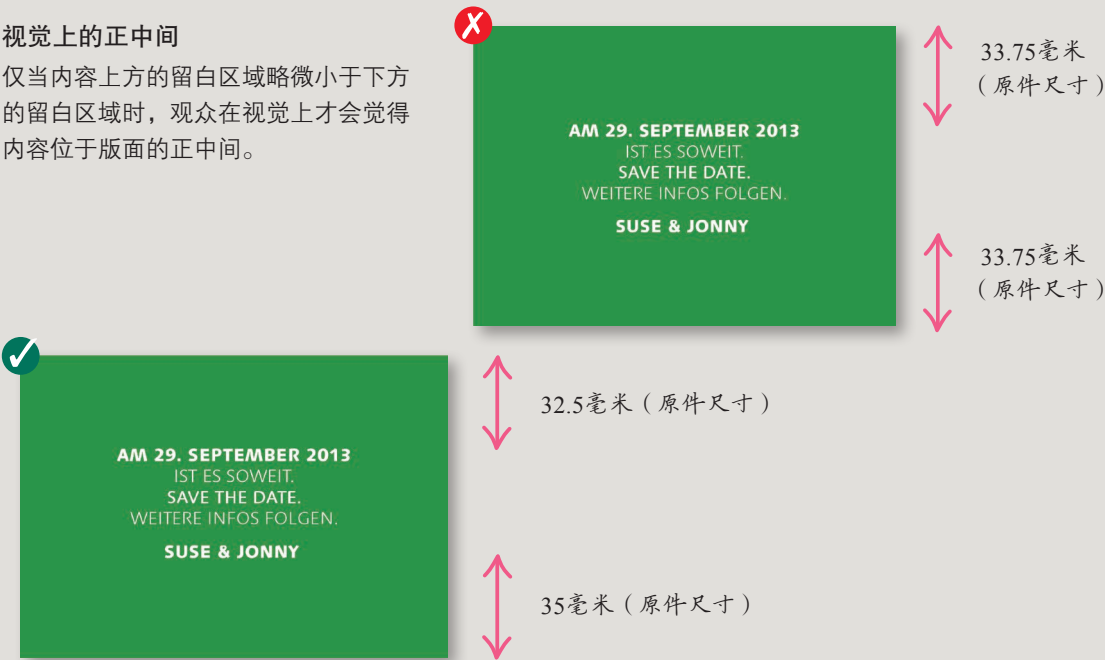 视觉上的正中间
仅当内容上方的留白区域略微小于下方
的留白区域时，观众在视觉上才会觉得
内容位于版面的正中间。
✗
AM 29. SEPTEMBER 2013
IST ES SOWEIT.
SAVE THE DATE.
WEITERE INFOS FOLGEN.
SUSE & JONNY
33.75毫米
（原件尺寸）
33.75毫米
（原件尺寸）
✓
AM 29. SEPTEMBER 2013
IST ES SOWEIT.
SAVE THE DATE.
WEITERE INFOS FOLGEN.
SUSE & JONNY
32.5毫米（原件尺寸）
35毫米（原件尺寸）